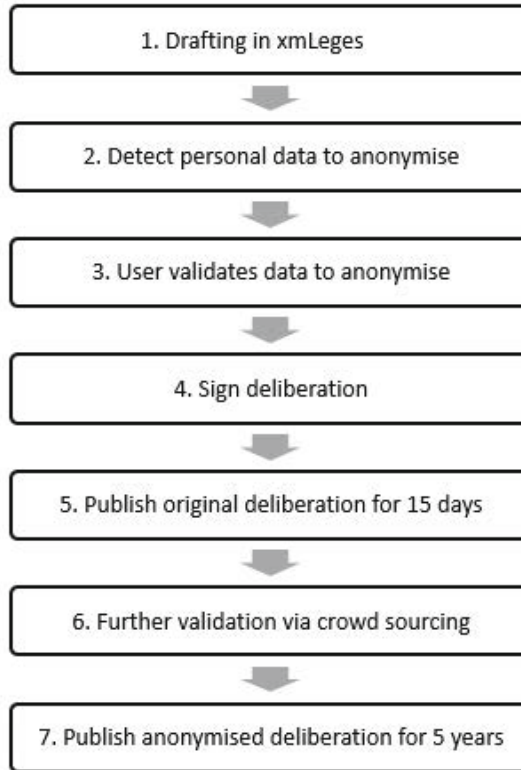 1. Drafting in xmLeges
2. Detect personal data to anonymise
3. User validates data to anonymise
4. Sign deliberation
5. Publish original deliberation for 15 days
6. Further validation via crowd sourcing
7. Publish anonymised deliberation for 5 years